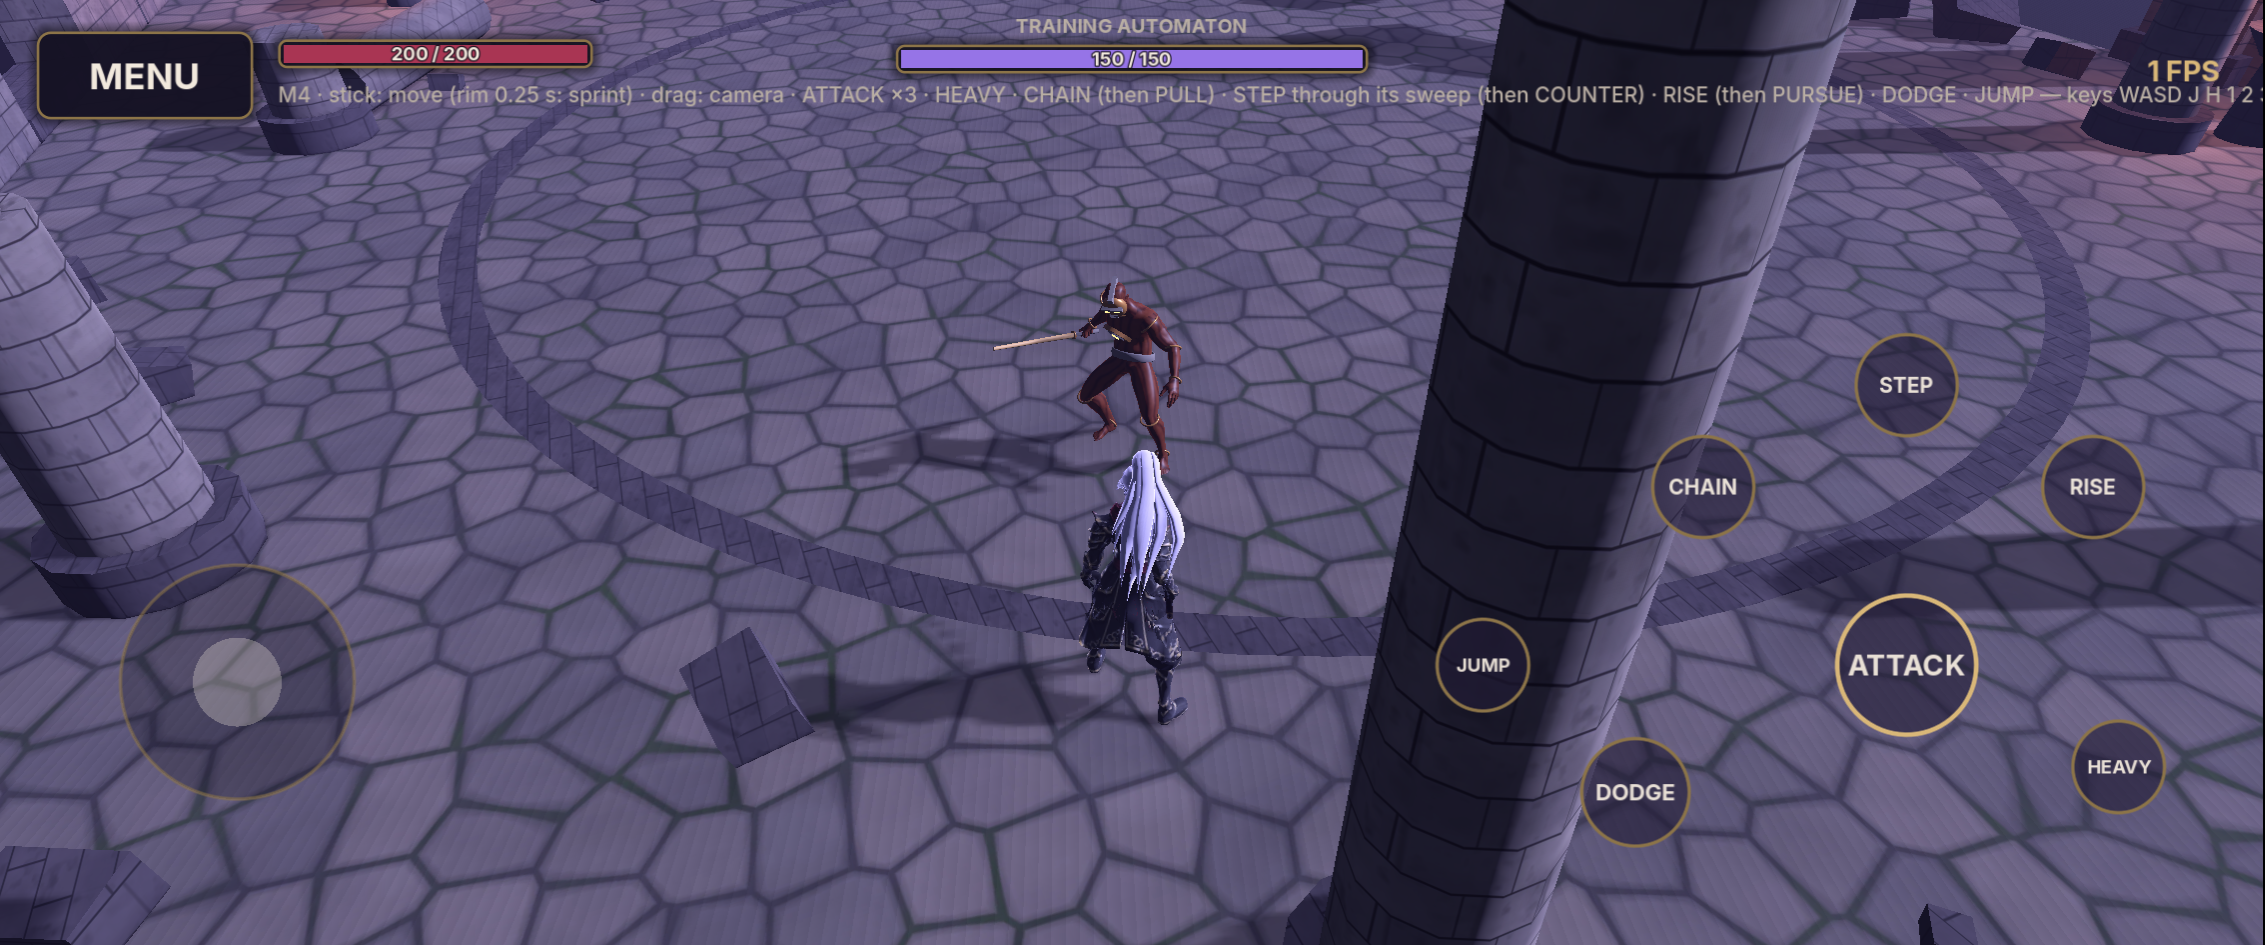 TRAINING AUTOMATON
MENU
200 / 200
150 / 150
1 FPS
M4 · stick: move (rim 0.25 s: sprint) · drag: camera · ATTACK ×3 · HEAVY · CHAIN (then PULL) · STEP through its sweep (then COUNTER) · RISE (then PURSUE) · DODGE · JUMP — keys WASD J H 1 2
STEP
CHAIN
RISE
JUMP
ATTACK
HEAVY
DODGE